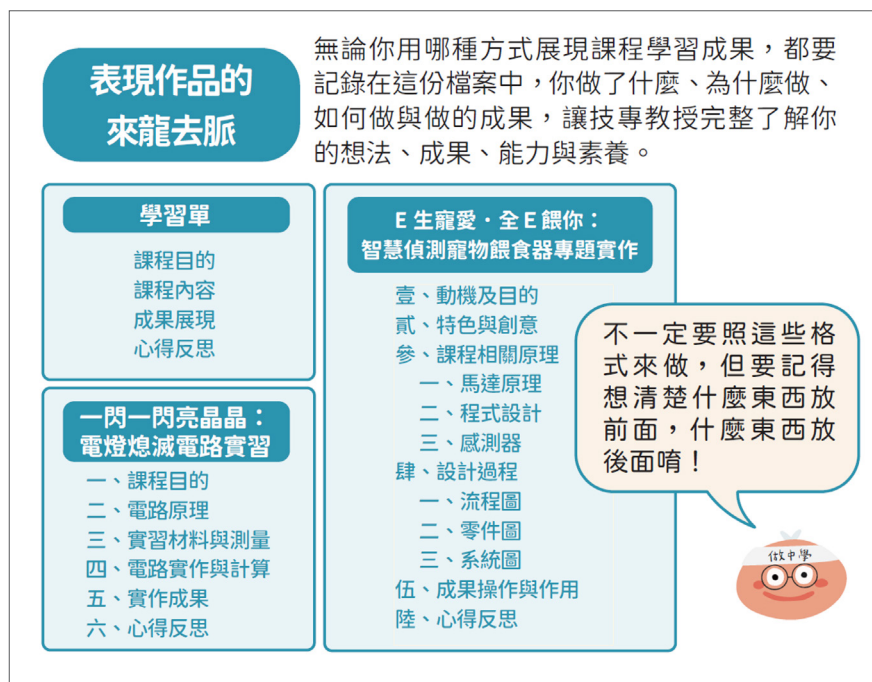 表現作品的
來龍去脈
無論你用哪種方式展現課程學習成果，都要
記錄在這份檔案中，你做了什麼、為什麼做、
如何做與做的成果，讓技專教授完整了解你
的想法、成果、能力與素養。
學習單
課程目的
課程內容
成果展現
心得反思
一閃一閃亮晶晶：
電燈熄滅電路實習
一、課程目的
二、電路原理
三、實習材料與測量
四、電路實作與計算
五、實作成果
六、心得反思
E 生寵愛・全 E 餵你：
智慧偵測寵物餵食器專題實作
壹、動機及目的
貳、特色與創意
參、課程相關原理
一、馬達原理
二、程式設計
三、感測器
肆、設計過程
一、流程圖
二、零件圖
三、系統圖
伍、成果操作與作用
陸、心得反思
不一定要照這些格
式來做，但要記得
想清楚什麼東西放
前面，什麼東西放
後面唷！
做中學